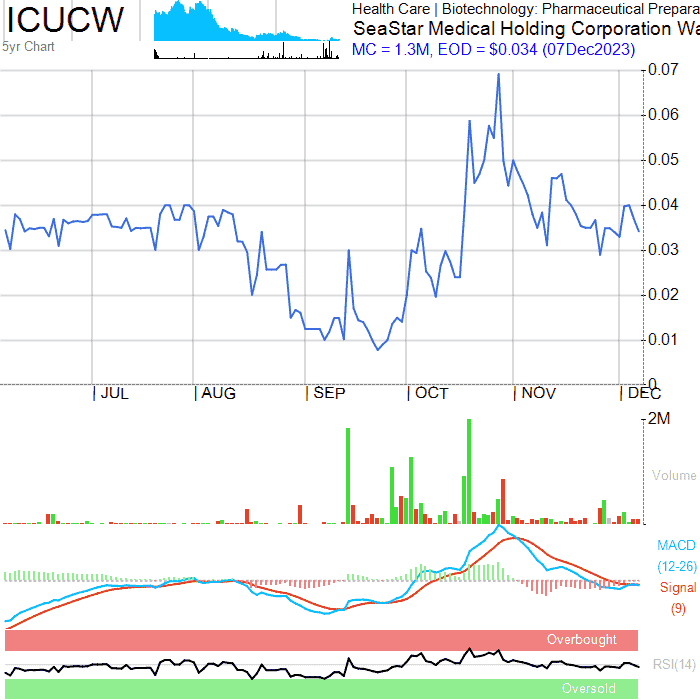 ICUCW
5yr Chart
Health Care | Biotechnology: Pharmaceutical Prepara
SeaStar Medical Holding Corporation Wa
MC = 1.3M, EOD = $0.034 (07Dec2023)
0.07
0.06
0.05
0.04
0.03
0.02
0.01
0
JUL
AUG
SEP
OCT
NOV
DEC
2M
Volume
MACD
(12-26)
Signal
(9)
Overbought
RSI(14)
Oversold